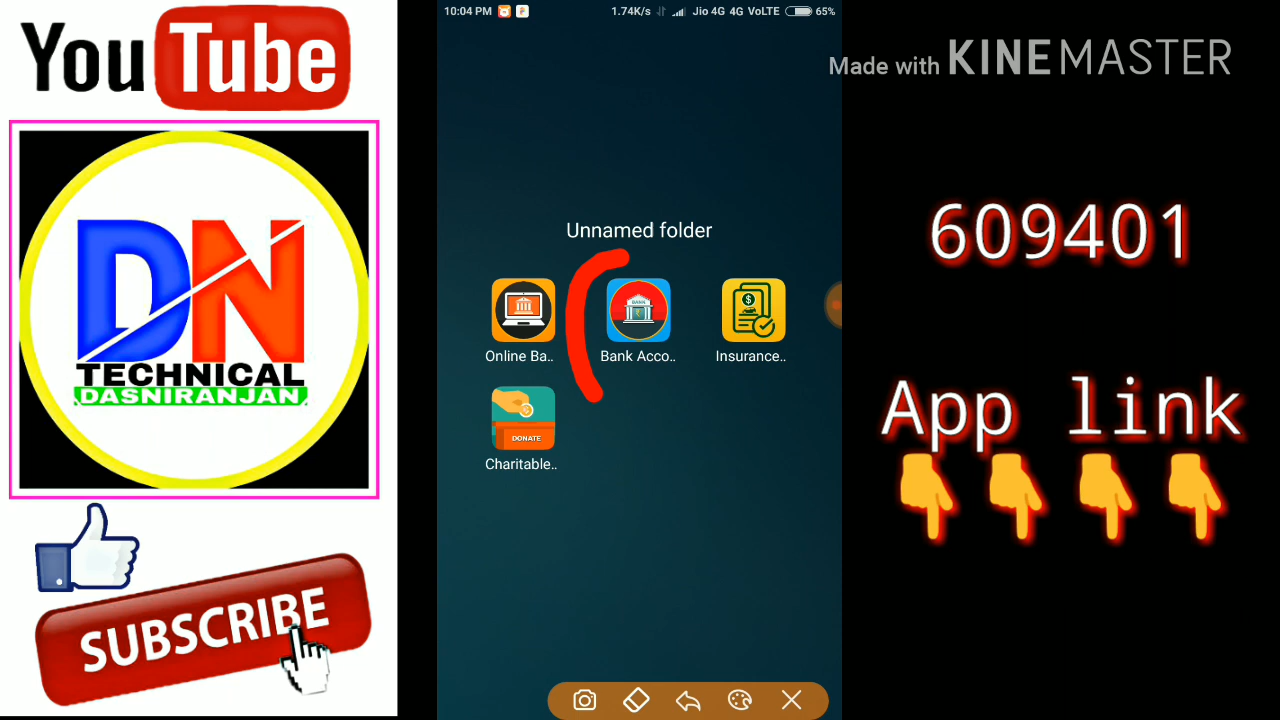 YouTube
DN
TECHNICAL
DASNIRANJAN
SUBSCRIBE
10:04 PM
1.74K/s Jio 4G 4G VoLTE 65%
Unnamed folder
Online Ba..
BANK
Bank Acco..
Insurance..
DONATE
Charitable..
Made with KINEMASTER
609401
App link